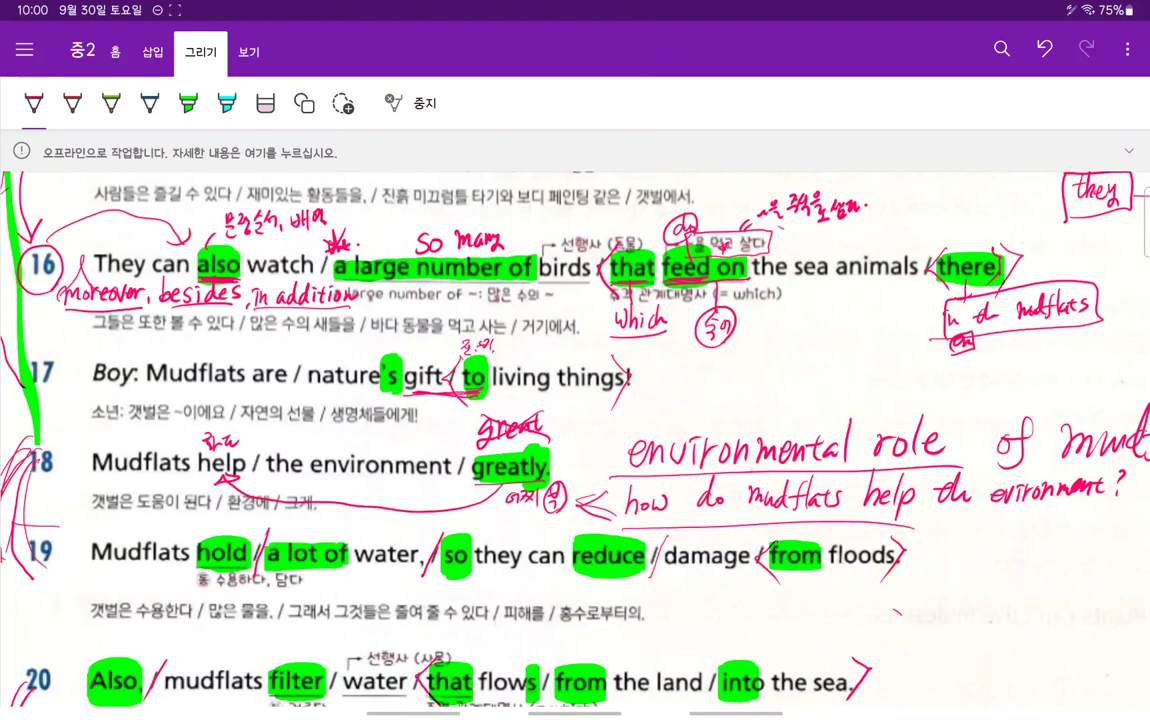 10:00 9월 30일 토요일 75%
중2 홈 삽입 그리기 보기
중지
오프라인으로 작업합니다. 자세한 내용은 여기를 누르십시오.
사람들은 즐길 수 있다 / 재미있는 활동들을, / 진흙 미끄럼틀 타기와 보디 페인팅 같은 / 갯벌에서.
they
so many 선행사 (동물) 을 먹고 살다
16 They can also watch / a large number of birds / that feed on the sea animals / there.
moreover, besides, in addition
a large number of ~: 많은 수의 ~ 주격 관계대명사 (= which)
which 속이 in th mudflats
on
그들은 또한 볼 수 있다 / 많은 수의 새들을 / 바다 동물을 먹고 사는 / 거기에서.
17 Boy: Mudflats are / nature's gift / to living things!
소년: 갯벌은 ~이에요 / 자연의 선물 / 생명체들에게!
great
environmental role of mud
18 Mudflats help / the environment / greatly.
갯벌은 도움이 된다 / 환경에 / 크게.
how do mudflats help th evironment?
19 Mudflats hold / a lot of water, / so they can reduce / damage / from floods.
동 수용하다, 담다
갯벌은 수용한다 / 많은 물을, / 그래서 그것들은 줄여 줄 수 있다 / 피해를 / 홍수로부터의.
선행사 (사물)
20 Also, / mudflats filter / water / that flows / from the land / into the sea.